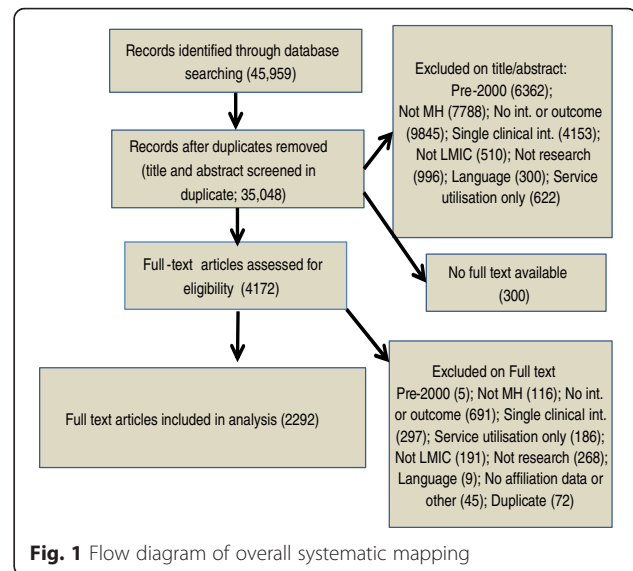 Records identified through database
searching (45,959)
Records after duplicates removed
(title and abstract screened in
duplicate; 35,048)
Excluded on title/abstract:
Pre-2000 (6362);
Not MH (7788); No int. or outcome
(9845); Single clinical int. (4153);
Not LMIC (510); Not research
(996); Language (300); Service
utilisation only (622)
Full-text articles assessed for
eligibility (4172)
No full text available
(300)
Full text articles included in analysis (2292)
Excluded on Full text
Pre-2000 (5); Not MH (116); No int.
or outcome (691); Single clinical int.
(297); Service utilisation only (186);
Not LMIC (191); Not research (268);
Language (9); No affiliation data or
other (45); Duplicate (72)
Fig. 1 Flow diagram of overall systematic mapping